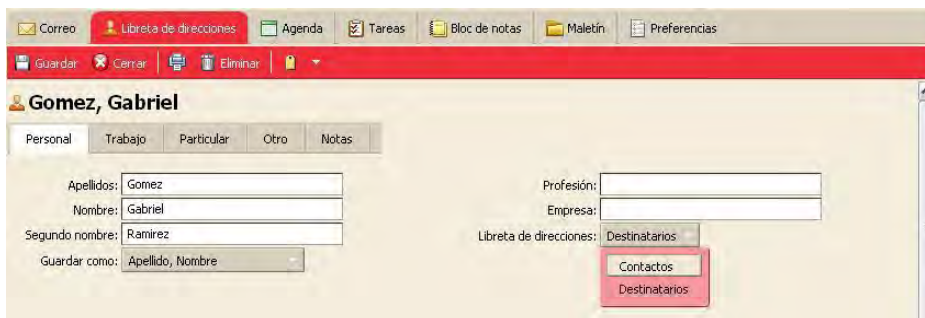 Correo Libreta de direcciones Agenda Tareas Bloc de notas Maletín Preferencias
Guardar Cerrar Eliminar
Gomez, Gabriel
Personal Trabajo Particular Otro Notas
Apellidos: Gomez Profesión:
Nombre: Gabriel Empresa:
Segundo nombre: Ramirez Libreta de direcciones: Destinatarios
Guardar como: Apellido, Nombre Contactos
Destinatarios